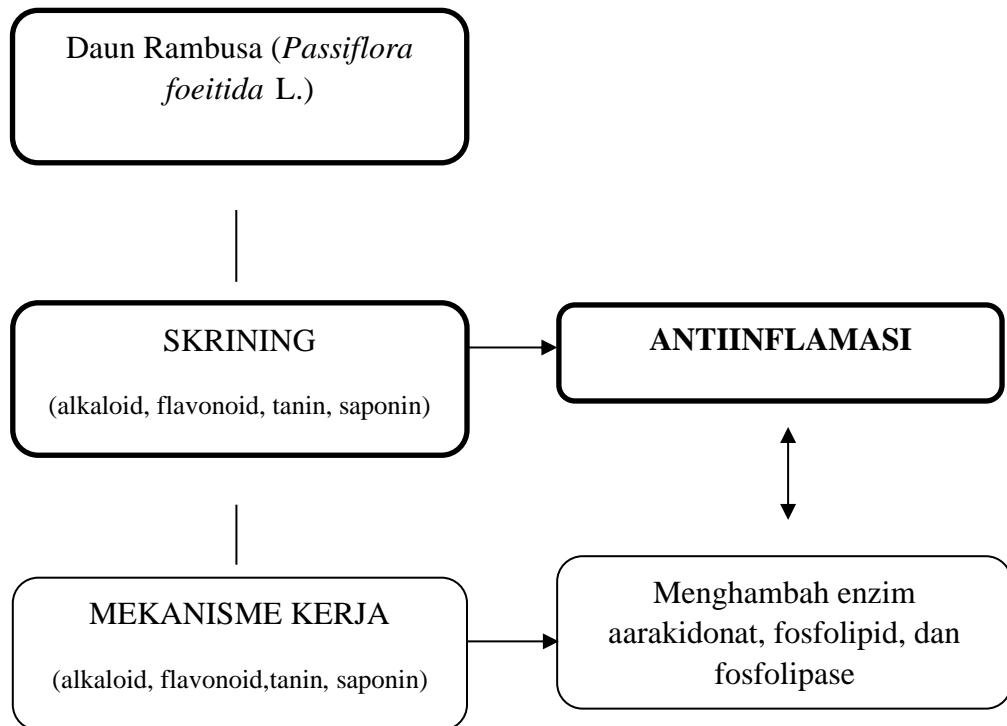 Daun Rambusa (Passiflora
foeitida L.)
SKRINING
(alkaloid, flavonoid, tanin, saponin)
ANTIINFLAMASI
MEKANISME KERJA
(alkaloid, flavonoid,tanin, saponin)
Menghambah enzim
aarakidonat, fosfolipid, dan
fosfolipase